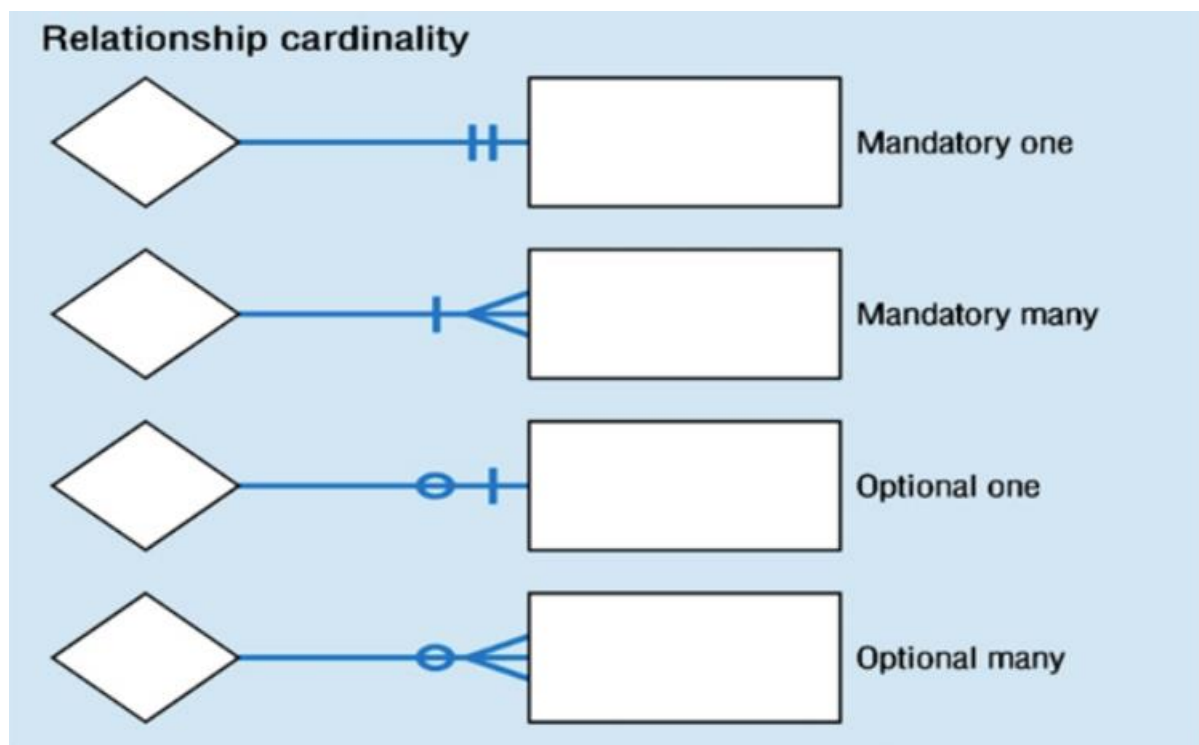 Relationship cardinality
Mandatory one
Mandatory many
Optional one
Optional many